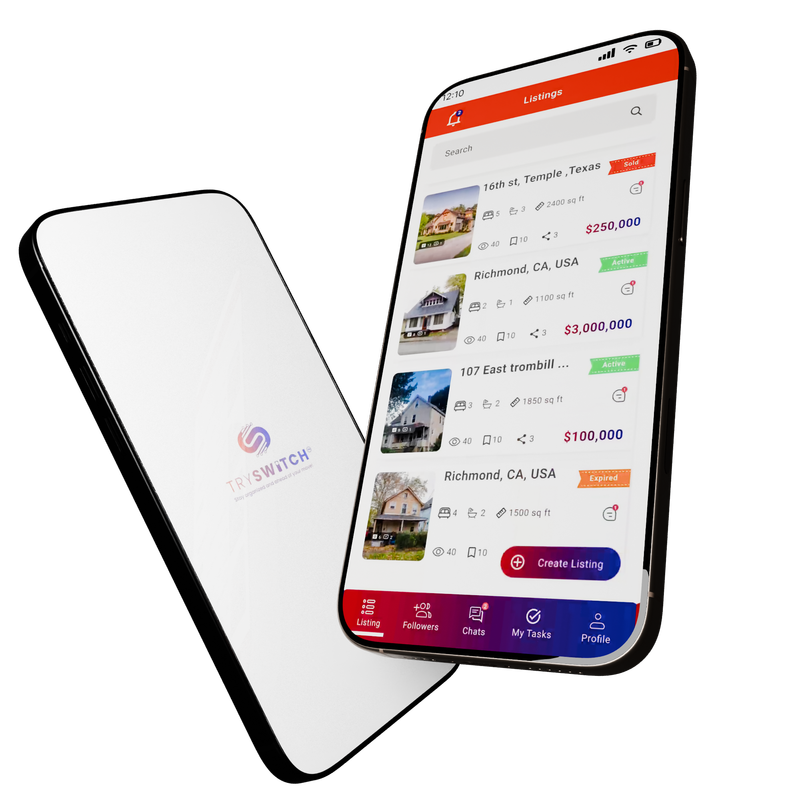 12:10
Listings
Search
16th st, Temple ,Texas
Sold
5
3
2400 sq ft
40
10
3
$250,000
Richmond, CA, USA
Active
2
1
1100 sq ft
40
10
3
$3,000,000
107 East trombill ...
Active
3
2
1850 sq ft
40
10
3
$100,000
Richmond, CA, USA
Expired
4
2
1500 sq ft
40
10
Create Listing
Listing
Followers
Chats
My Tasks
Profile
TRYSWITCH